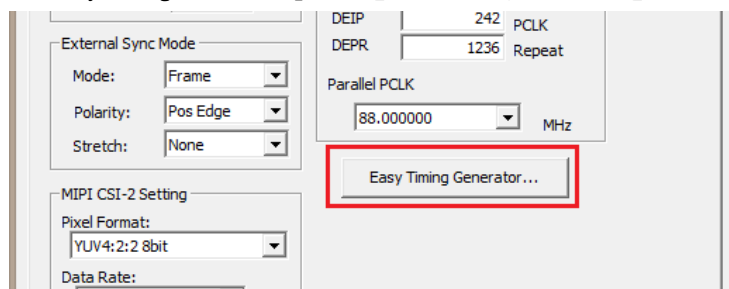 DEIP 242 PCLK
External Sync Mode
DEPR 1236 Repeat
Mode: Frame
Parallel PCLK
Polarity: Pos Edge
88.000000 MHz
Stretch: None
Easy Timing Generator...
MIPI CSI-2 Setting
Pixel Format:
YUV4:2:2 8bit
Data Rate: